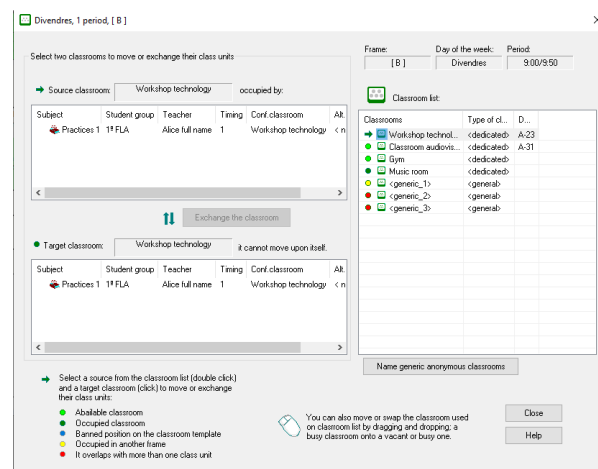 Divendres, 1 period, [ B ]
Select two classrooms to move or exchange their class units
Frame: Day of the week: Period:
[ B ] Divendres 9:00/9:50
Source classroom: Workshop technology occupied by:
Classroom list:
Subject Student group Teacher Timing Conf.classroom Alt.
Practices 1 1ª FLA Alice full name 1 Workshop technology < n
Classrooms Type of cl... D...
Workshop technol... <dedicated> A-23
Classroom audiovis... <dedicated> A-31
Gym <dedicated>
Music room <dedicated>
<generic_1> <general>
<generic_2> <general>
<generic_3> <general>
Exchange the classroom
Target classroom: Workshop technology it cannot move upon itself.
Subject Student group Teacher Timing Conf.classroom Alt.
Practices 1 1ª FLA Alice full name 1 Workshop technology < n
Name generic anonymous classrooms
Select a source from the classroom list (double click)
and a target classroom (click) to move or exchange
their class units:
Abailable classroom
Occupied classroom
Banned position on the classroom template
Occupied in another frame
It overlaps with more than one class unit
You can also move or swap the classroom used
on classroom list by dragging and dropping; a
busy classroom onto a vacant or busy one.
Close
Help